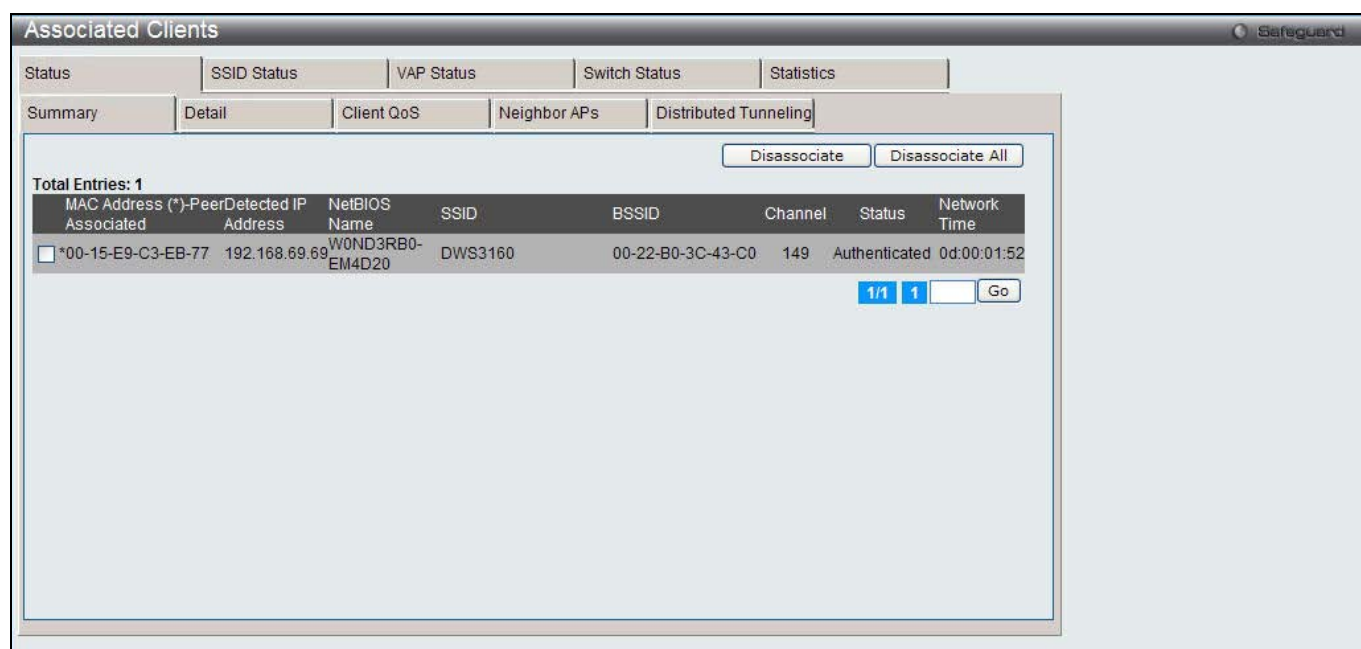 Associated Clients
Safeguard
Status SSID Status VAP Status Switch Status Statistics
Summary Detail Client QoS Neighbor APs Distributed Tunneling
Disassociate Disassociate All
Total Entries: 1
MAC Address (*)-Peer Associated Detected IP Address NetBIOS Name SSID BSSID Channel Status Network Time
*00-15-E9-C3-EB-77 192.168.69.69 W0ND3RB0-EM4D20 DWS3160 00-22-B0-3C-43-C0 149 Authenticated 0d:00:01:52
1/1 1 Go